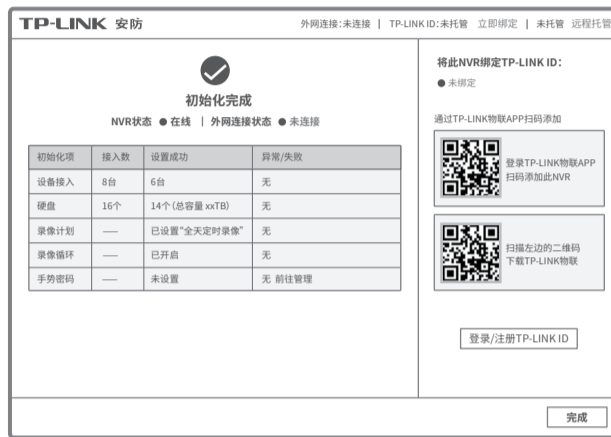 TP-LINK 安防
外网连接:未连接 | TP-LINK ID:未托管 立即绑定 | 未托管 远程托管
初始化完成
NVR状态 ● 在线 | 外网连接状态 ● 未连接
初始化项 接入数 设置成功 异常/失败
设备接入 8台 6台 无
硬盘 16个 14个(总容量 xxTB) 无
录像计划 —— 已设置“全天定时录像” 无
录像循环 —— 已开启 无
手势密码 —— 未设置 无 前往管理
将此NVR绑定TP-LINK ID:
● 未绑定
通过TP-LINK物联APP扫码添加
登录TP-LINK物联APP
扫码添加此NVR
扫描左边的二维码
下载TP-LINK物联
登录/注册TP-LINK ID
完成